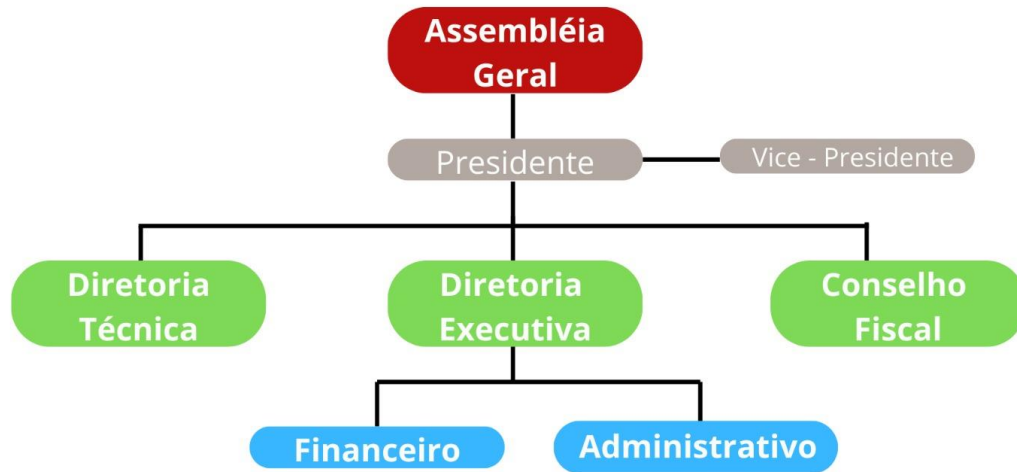 Assembléia
Geral
Presidente
Vice - Presidente
Diretoria
Técnica
Diretoria
Executiva
Conselho
Fiscal
Financeiro
Administrativo